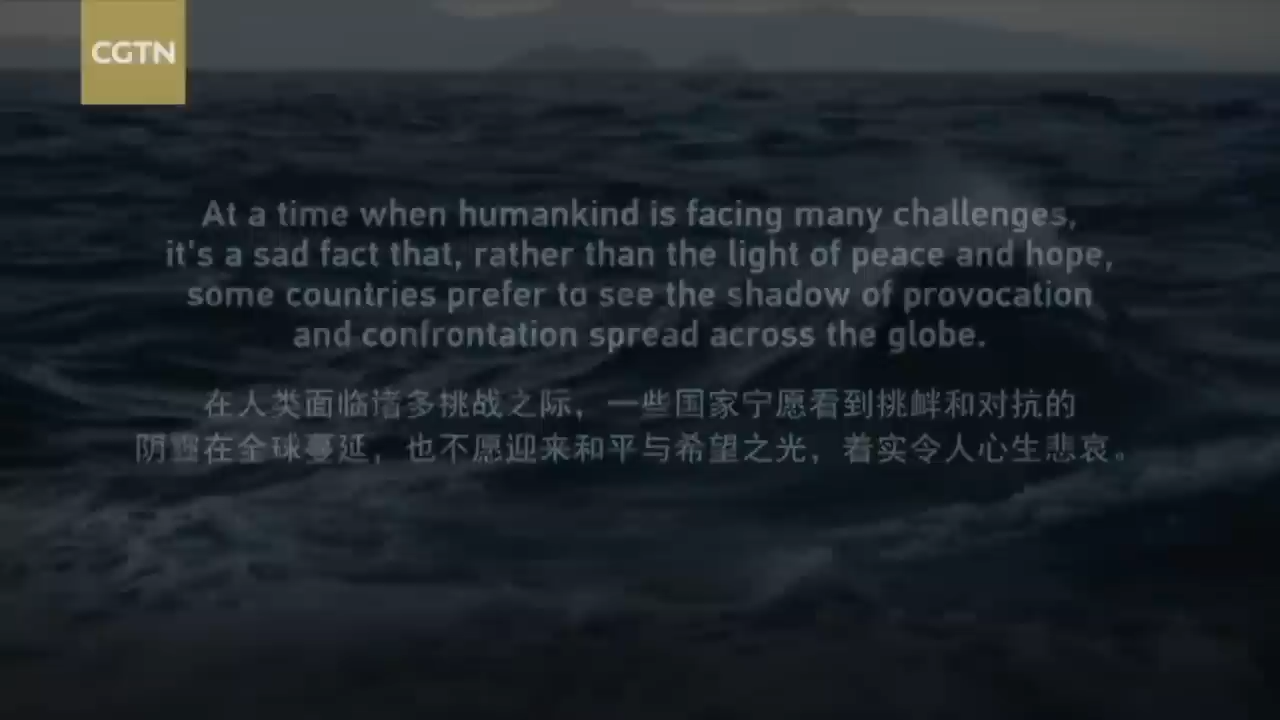 CGTN
At a time when humankind is facing many challenges,
it's a sad fact that, rather than the light of peace and hope,
some countries prefer to see the shadow of provocation
and confrontation spread across the globe.
在人类面临诸多挑战之际，一些国家宁愿看到挑衅和对抗的
阴霾在全球蔓延，也不愿迎来和平与希望之光，着实令人心生悲哀。